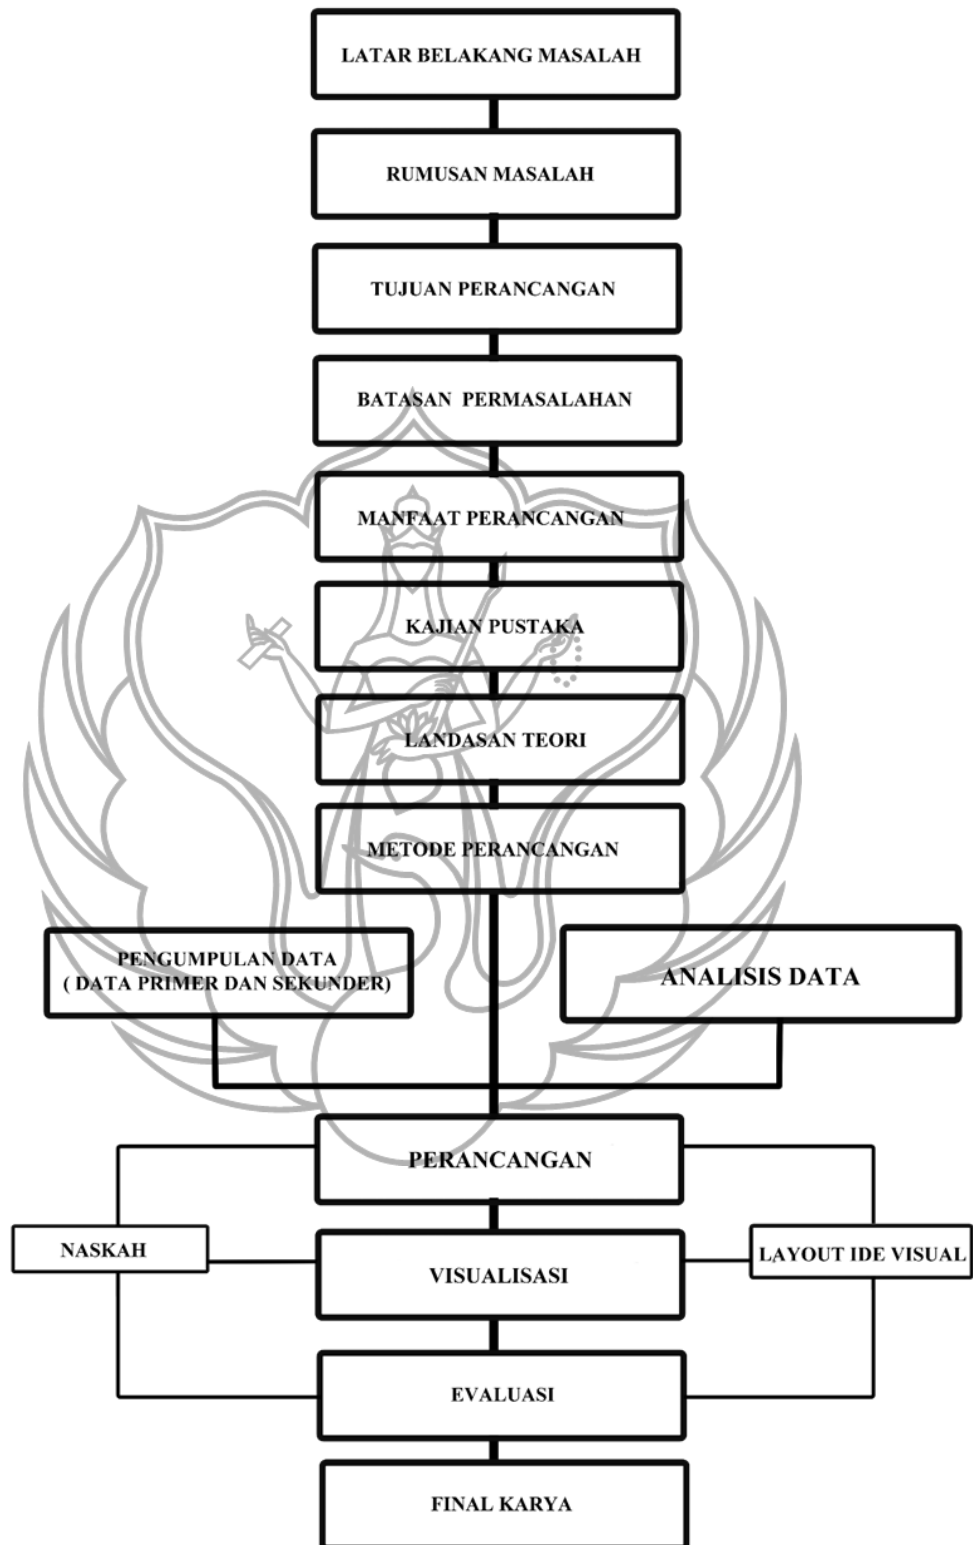 LATAR BELAKANG MASALAH
RUMUSAN MASALAH
TUJUAN PERANCANGAN
BATASAN PERMASALAHAN
MANFAAT PERANCANGAN
KAJIAN PUSTAKA
LANDASAN TEORI
METODE PERANCANGAN
PENGUMPULAN DATA
( DATA PRIMER DAN SEKUNDER)
ANALISIS DATA
PERANCANGAN
NASKAH
VISUALISASI
LAYOUT IDE VISUAL
EVALUASI
FINAL KARYA